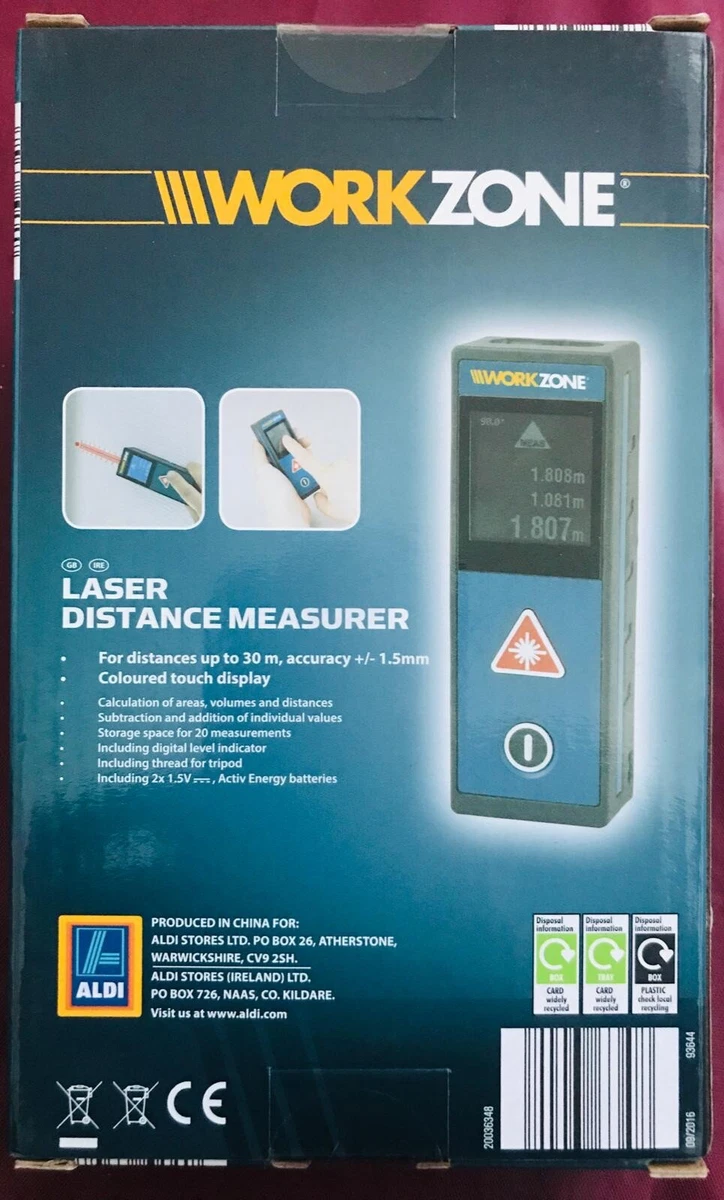 WORKZONE®
WORKZONE
90.0°
MEAS
1.808m
1.081m
1.807m
GB IRE
LASER
DISTANCE MEASURER
• For distances up to 30 m, accuracy +/- 1.5mm
• Coloured touch display
• Calculation of areas, volumes and distances
• Subtraction and addition of individual values
• Storage space for 20 measurements
• Including digital level indicator
• Including thread for tripod
• Including 2x 1.5V ⎓, Activ Energy batteries
ALDI
PRODUCED IN CHINA FOR:
ALDI STORES LTD. PO BOX 26, ATHERSTONE,
WARWICKSHIRE, CV9 2SH.
ALDI STORES (IRELAND) LTD.
PO BOX 726, NAAS, CO. KILDARE.
Visit us at www.aldi.com
Disposal
information
BOX
CARD
widely
recycled
Disposal
information
TRAY
CARD
widely
recycled
Disposal
information
BOX
PLASTIC
check local
recycling
CE
20036348
93644
09/2016